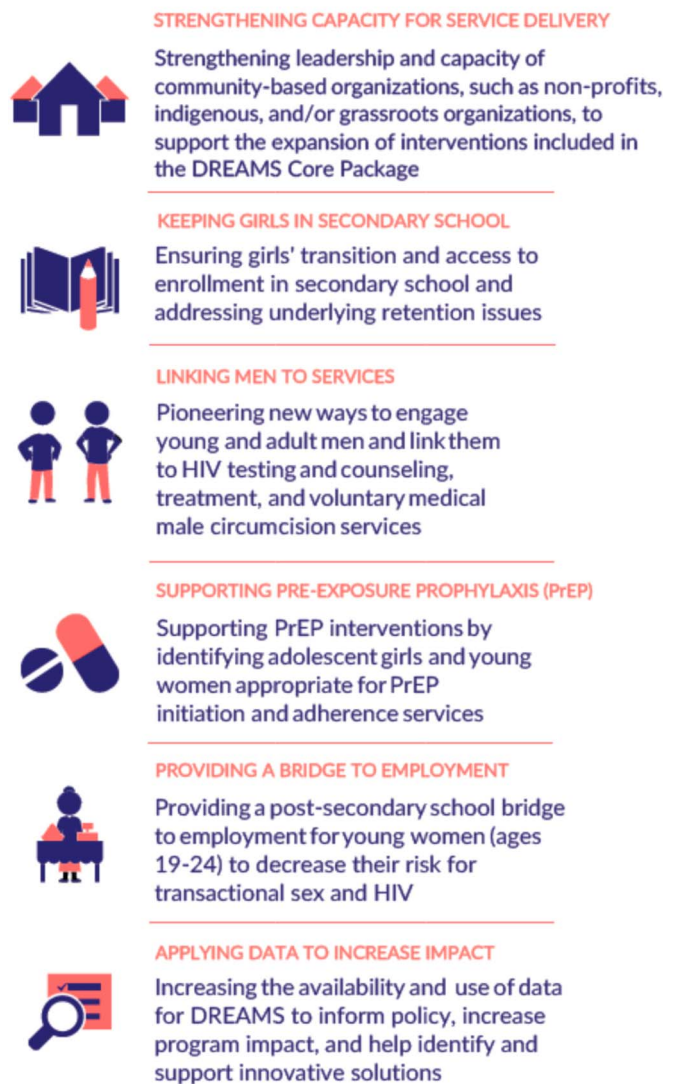 STRENGTHENING CAPACITY FOR SERVICE DELIVERY
Strengthening leadership and capacity of
community-based organizations, such as non-profits,
indigenous, and/or grassroots organizations, to
support the expansion of interventions included in
the DREAMS Core Package
KEEPING GIRLS IN SECONDARY SCHOOL
Ensuring girls' transition and access to
enrollment in secondary school and
addressing underlying retention issues
LINKING MEN TO SERVICES
Pioneering new ways to engage
young and adult men and link them
to HIV testing and counseling,
treatment, and voluntary medical
male circumcision services
SUPPORTING PRE-EXPOSURE PROPHYLAXIS (PrEP)
Supporting PrEP interventions by
identifying adolescent girls and young
women appropriate for PrEP
initiation and adherence services
PROVIDING A BRIDGE TO EMPLOYMENT
Providing a post-secondary school bridge
to employment for young women (ages
19-24) to decrease their risk for
transactional sex and HIV
APPLYING DATA TO INCREASE IMPACT
Increasing the availability and use of data
for DREAMS to inform policy, increase
program impact, and help identify and
support innovative solutions